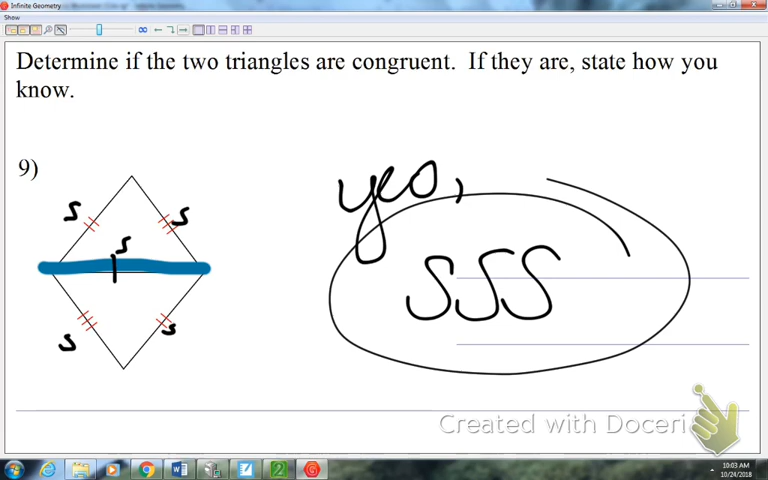 Infinite Geometry
Show
Determine if the two triangles are congruent. If they are, state how you
know.
9)
yes,
S S
S
SSS
S S
Created with Doceri
10:03 AM
10/24/2018